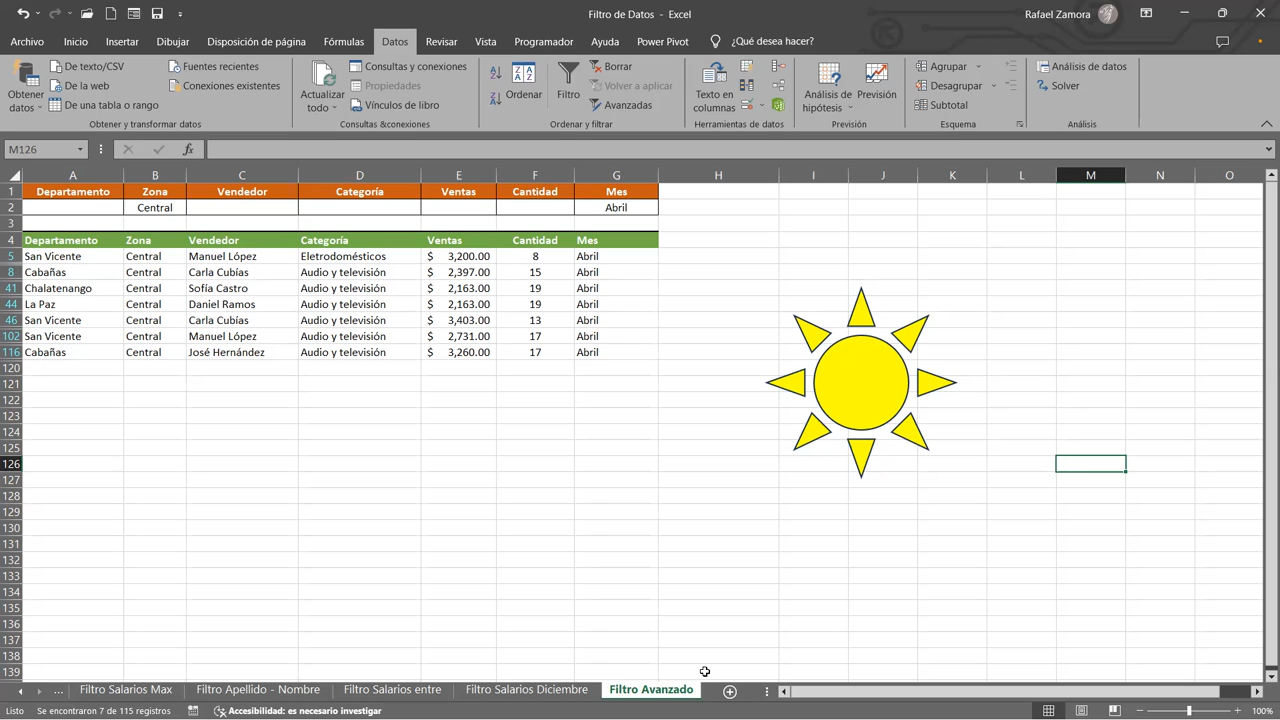 Filtro de Datos - Excel
Rafael Zamora
Archivo Inicio Insertar Dibujar Disposición de página Fórmulas Datos Revisar Vista Programador Ayuda Power Pivot ¿Qué desea hacer?
Obtener datos
De texto/CSV
De la web
De una tabla o rango
Fuentes recientes
Conexiones existentes
Obtener y transformar datos
Actualizar todo
Consultas y conexiones
Propiedades
Vínculos de libro
Consultas &conexiones
Ordenar
Filtro
Borrar
Volver a aplicar
Avanzadas
Ordenar y filtrar
Texto en columnas
Herramientas de datos
Análisis de hipótesis
Previsión
Previsión
Agrupar
Desagrupar
Subtotal
Esquema
Análisis de datos
Solver
Análisis
M126
fx
A B C D E F G H I J K L M N O
1 Departamento Zona Vendedor Categoría Ventas Cantidad Mes
2 Central Abril
3
4 Departamento Zona Vendedor Categoría Ventas Cantidad Mes
5 San Vicente Central Manuel López Eletrodomésticos $ 3,200.00 8 Abril
8 Cabañas Central Carla Cubías Audio y televisión $ 2,397.00 15 Abril
41 Chalatenango Central Sofía Castro Audio y televisión $ 2,163.00 19 Abril
44 La Paz Central Daniel Ramos Audio y televisión $ 2,163.00 19 Abril
46 San Vicente Central Carla Cubías Audio y televisión $ 3,403.00 13 Abril
102 San Vicente Central Manuel López Audio y televisión $ 2,731.00 17 Abril
116 Cabañas Central José Hernández Audio y televisión $ 3,260.00 17 Abril
120
121
122
123
124
125
126
127
128
129
130
131
132
133
134
135
136
137
138
139
... Filtro Salarios Max Filtro Apellido - Nombre Filtro Salarios entre Filtro Salarios Diciembre Filtro Avanzado
Listo Se encontraron 7 de 115 registros Accesibilidad: es necesario investigar 100%